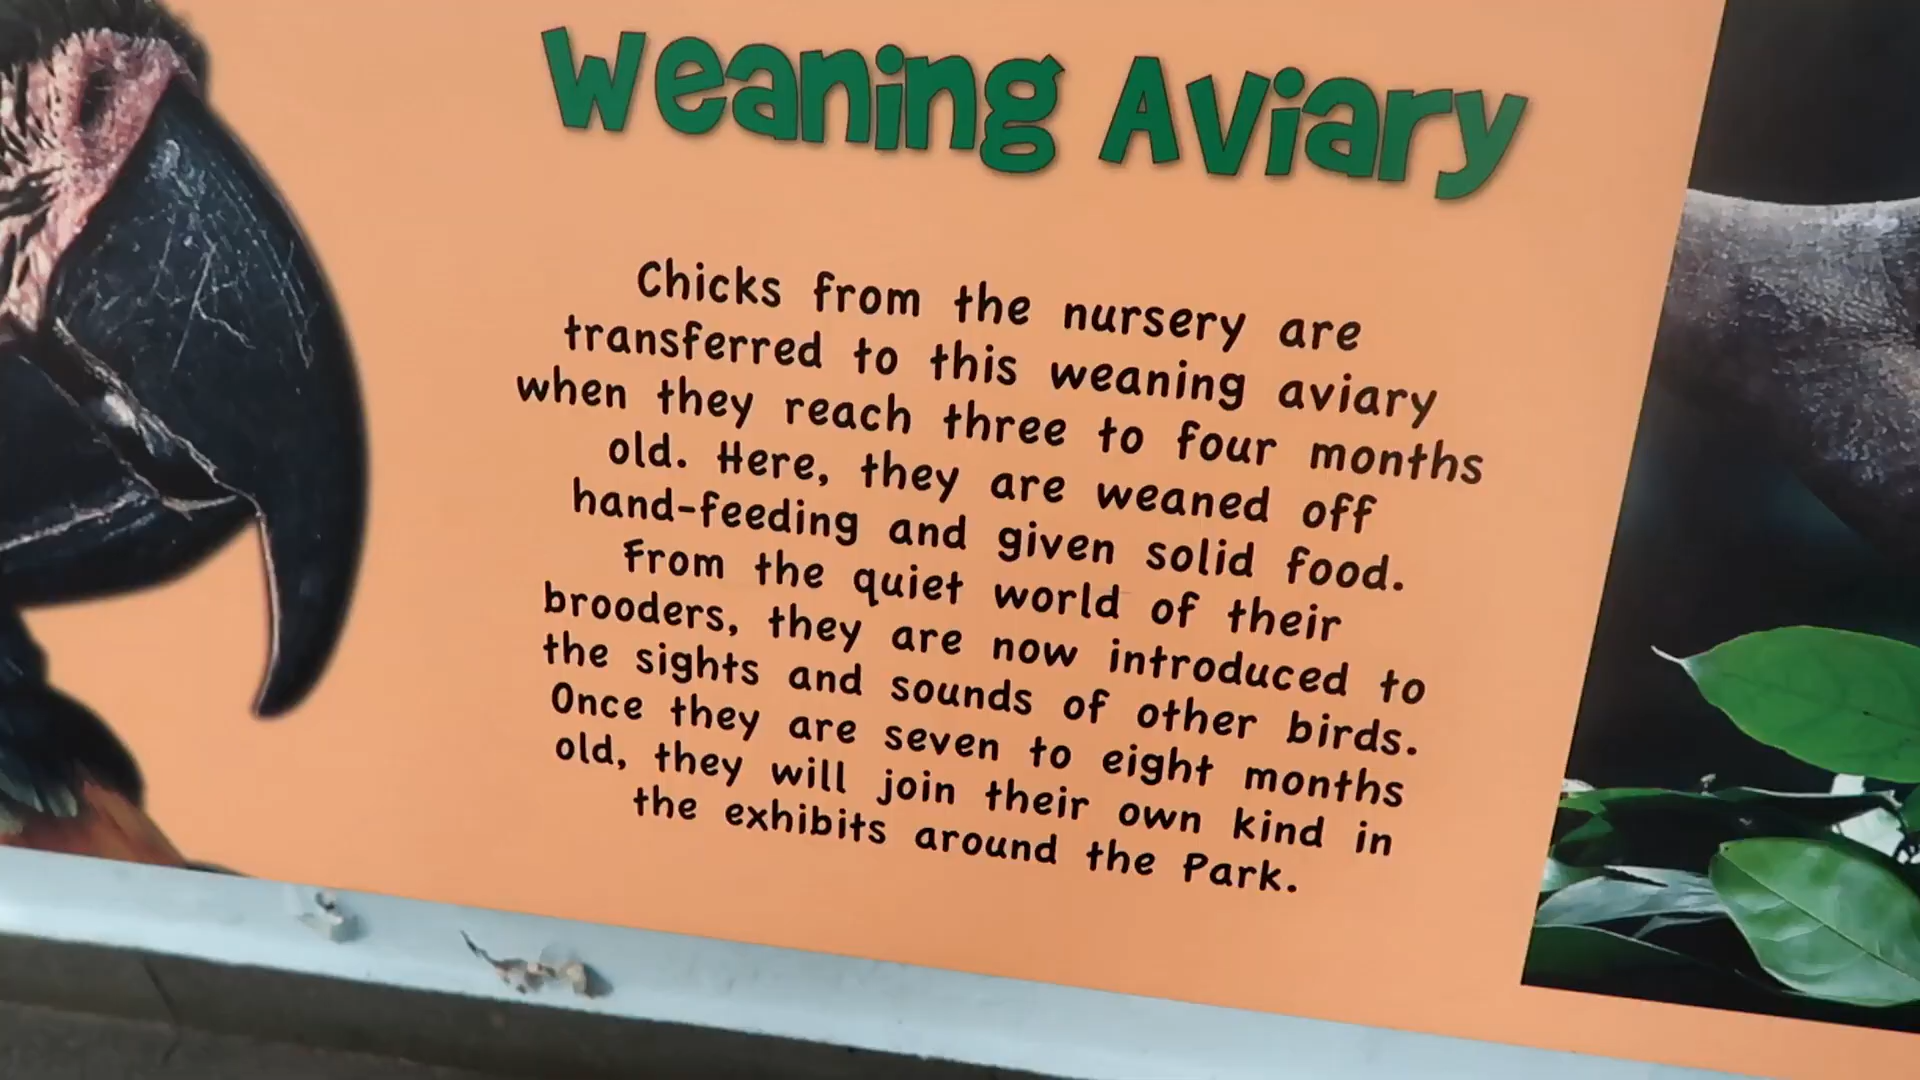 Weaning Aviary
Chicks from the nursery are
transferred to this weaning aviary
when they reach three to four months
old. Here, they are weaned off
hand-feeding and given solid food.
From the quiet world of their
brooders, they are now introduced to
the sights and sounds of other birds.
Once they are seven to eight months
old, they will join their own kind in
the exhibits around the Park.